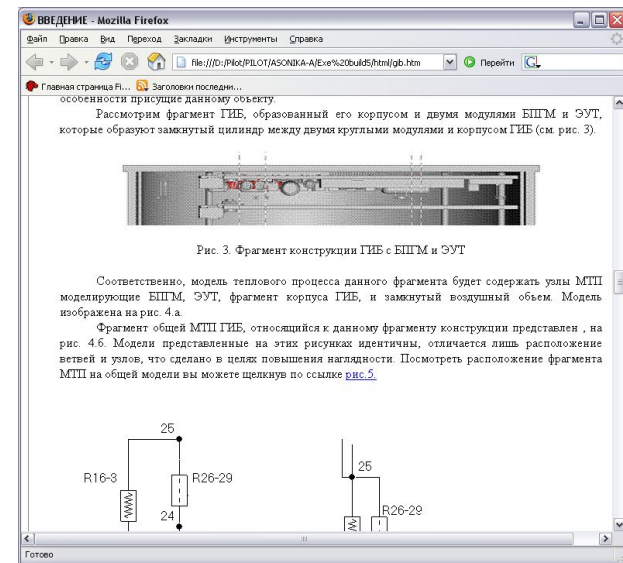 ВВЕДЕНИЕ - Mozilla Firefox
Файл Правка Вид Переход Закладки Инструменты Справка
file:///D:/Pilot/PILOT/ASONIKA-A/Exe%20build5/html/gib.htm Перейти
Главная страница Fi... Заголовки последни...
особенности присущие данному объекту.
Рассмотрим фрагмент ГИБ, образованный его корпусом и двумя модулями БПГМ и ЭУТ,
которые образуют замкнутый цилиндр между двумя круглыми модулями и корпусом ГИБ (см. рис. 3).
Рис. 3. Фрагмент конструкции ГИБ с БПГМ и ЭУТ
Соответственно, модель теплового процесса данного фрагмента будет содержать узлы МТП
моделирующие БПГМ, ЭУТ, фрагмент корпуса ГИБ, и замкнутый воздушный объем. Модель
изображена на рис. 4.а.
Фрагмент общей МТП ГИБ, относящийся к данному фрагменту конструкции представлен , на
рис. 4.б. Модели представленные на этих рисунках идентичны, отличается лишь расположение
ветвей и узлов, что сделано в целях повышения наглядности. Посмотреть расположение фрагмента
МТП на общей модели вы можете щелкнув по ссылке рис.5.
25
25
R16-3 R26-29
R26-29
24
Готово